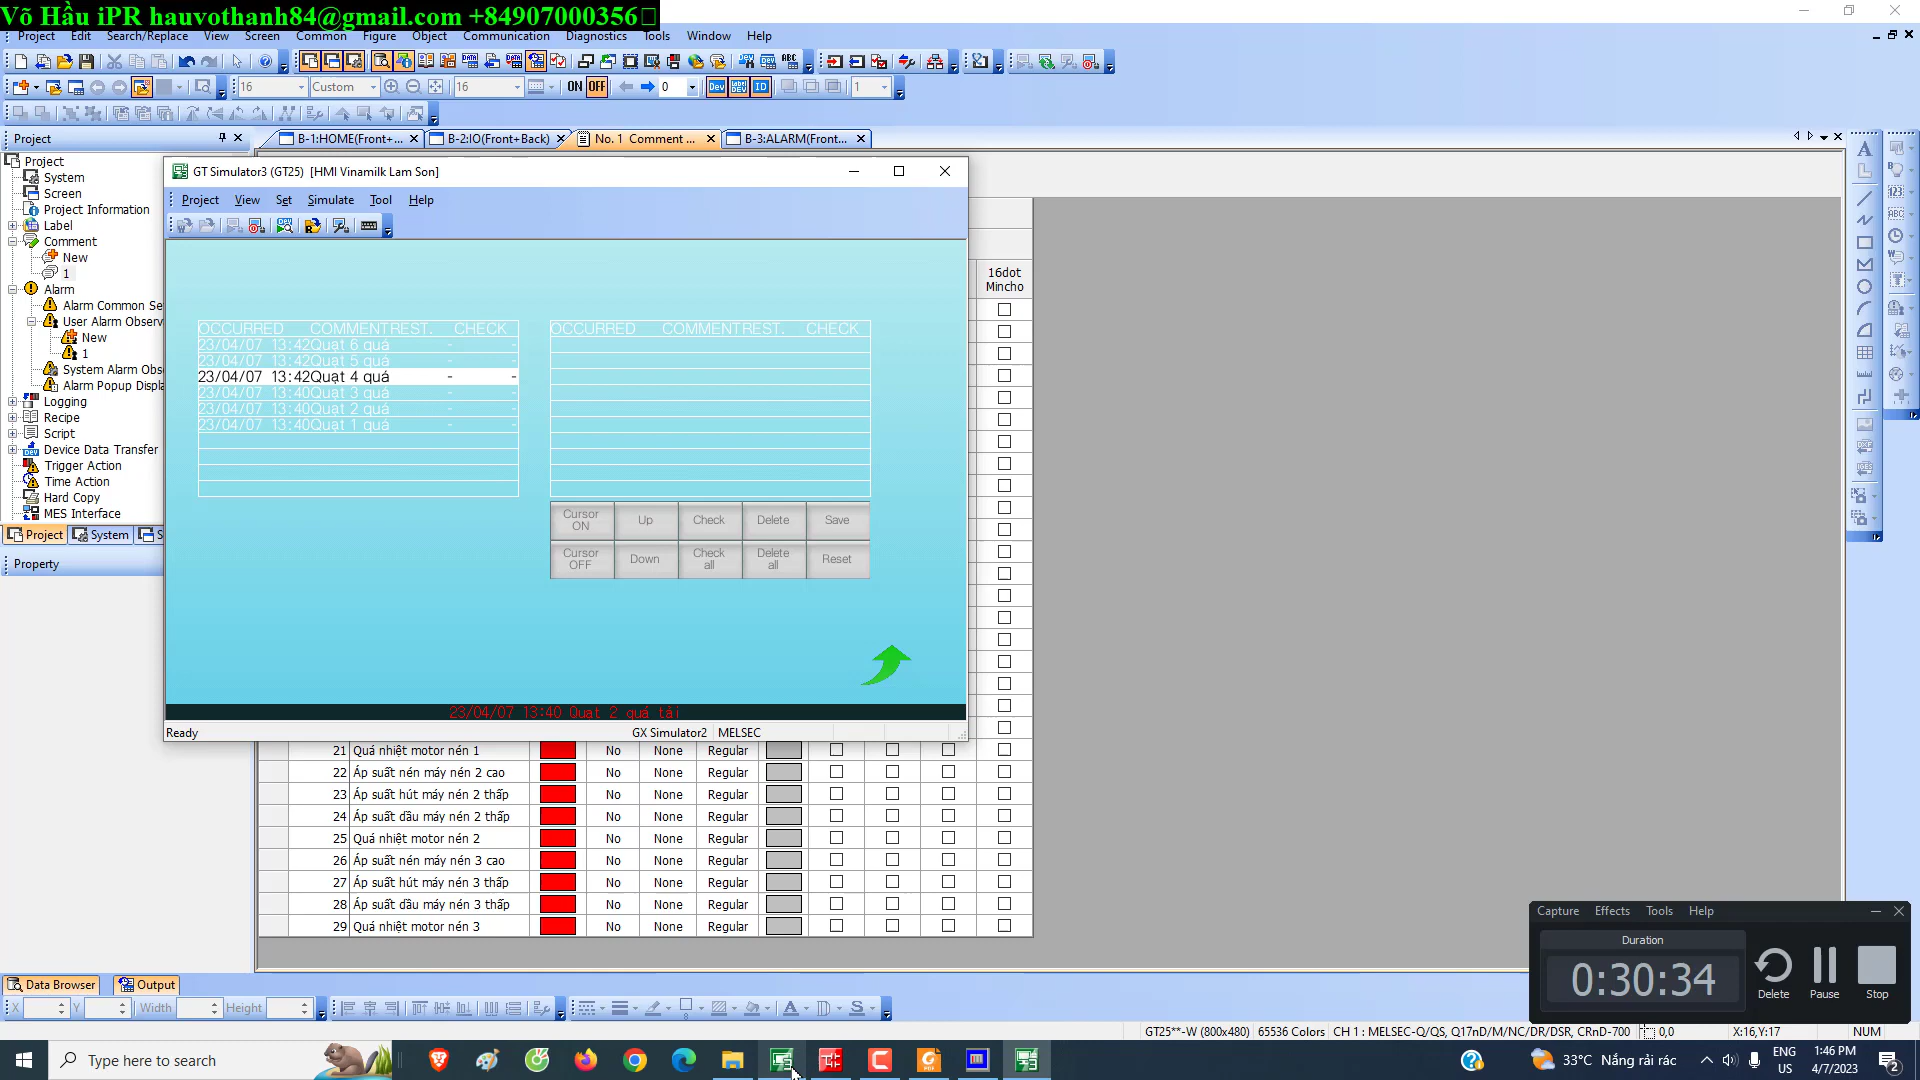 Võ Hầu iPR hauvothanh84@gmail.com +84907000356
Project Edit Search/Replace View Screen Common Figure Object Communication Diagnostics Tools Window Help
16 Custom 16 ON OFF 0 Dev ID 1
Project
B-1:HOME(Front+... B-2:IO(Front+Back) No. 1 Comment ... B-3:ALARM(Front...
Project
System
Screen
Project Information
Label
Comment
New
1
Alarm
Alarm Common Se
User Alarm Observ
New
1
System Alarm Obs
Alarm Popup Displa
Logging
Recipe
Script
Device Data Transfer
Trigger Action
Time Action
Hard Copy
MES Interface
Project System S
Property
GT Simulator3 (GT25) [HMI Vinamilk Lam Son]
Project View Set Simulate Tool Help
OCCURRED COMMENTREST. CHECK
23/04/07 13:42Quạt 6 quá - -
23/04/07 13:42Quạt 5 quá - -
23/04/07 13:42Quạt 4 quá - -
23/04/07 13:40Quạt 3 quá - -
23/04/07 13:40Quạt 2 quá - -
23/04/07 13:40Quạt 1 quá - -
OCCURRED COMMENTREST. CHECK
Cursor ON Up Check Delete Save
Cursor OFF Down Check all Delete all Reset
23/04/07 13:40 Quạt 2 quá tải
Ready GX Simulator2 MELSEC
16dot
Mincho
21 Quá nhiệt motor nén 1 No None Regular
22 Áp suất nén máy nén 2 cao No None Regular
23 Áp suất hút máy nén 2 thấp No None Regular
24 Áp suất dầu máy nén 2 thấp No None Regular
25 Quá nhiệt motor nén 2 No None Regular
26 Áp suất nén máy nén 3 cao No None Regular
27 Áp suất hút máy nén 3 thấp No None Regular
28 Áp suất dầu máy nén 3 thấp No None Regular
29 Quá nhiệt motor nén 3 No None Regular
Capture Effects Tools Help
Duration
0:30:34
Delete Pause Stop
Data Browser Output
X Y Width Height
GT25**-W (800x480) 65536 Colors CH 1 : MELSEC-Q/QS, Q17nD/M/NC/DR/DSR, CRnD-700 0,0 X:16,Y:17 NUM
Type here to search
33°C Nắng rải rác
ENG
US
1:46 PM
4/7/2023
2